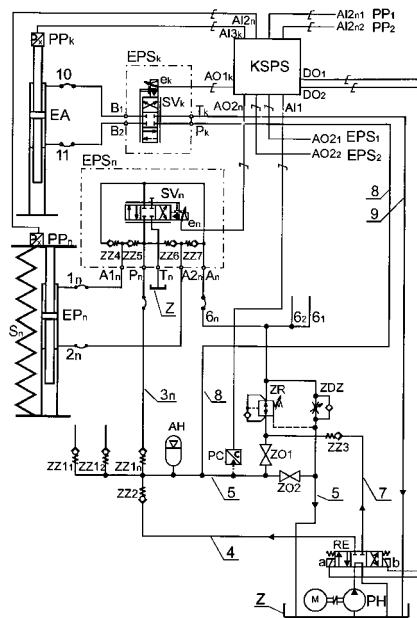 AI2n
AI3k
AI2n1 PP1
AI2n2 PP2
PPk
EPSk
KSPS
10
ek
AO1k
DO1
DO2
SVk
AO2n
AI1
B1
Tk
EA
B2
Pk
AO21 EPS1
AO22 EPS2
11
EPSn
8
9
SVn
en
PPn
ZZ4 ZZ5 ZZ6 ZZ7
A1n Pn Tn A2n An
1n
Z
Sn
EPn
6n
62 61
2n
3n
8
ZR
ZDZ
AH
PC
ZO1
ZZ3
ZZ11 ZZ12 ZZ1n
ZO2
5
5
7
ZZ2
4
RE
a
b
Z
M
PH